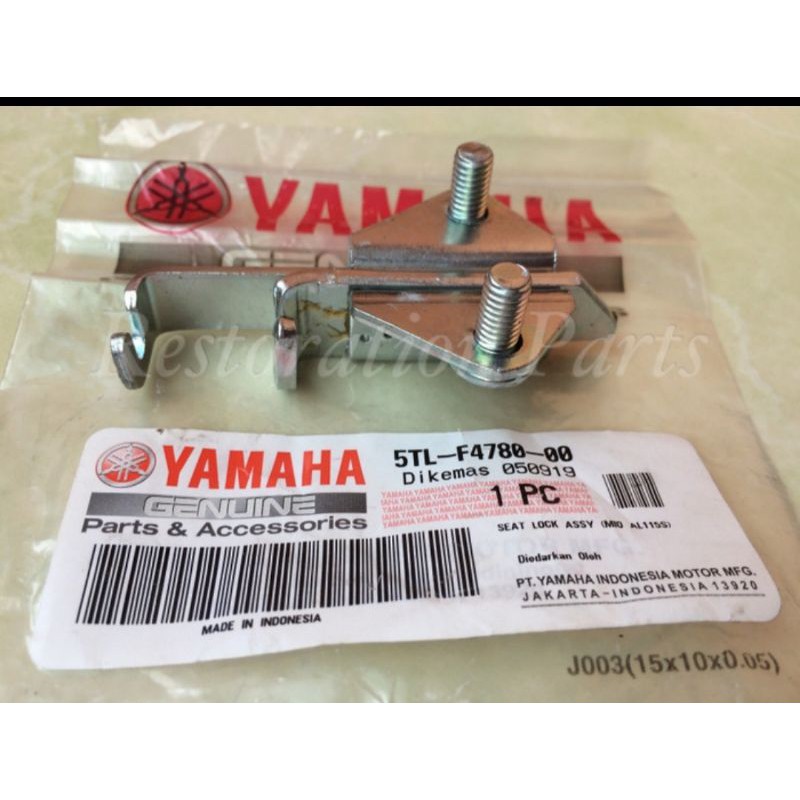 YAMAHA
GENUINE
Restoration Parts
YAMAHA
GENUINE
Parts & Accessories
5TL-F4780-00
Dikemas 050919
1 PC
SEAT LOCK ASSY (MIO AL115S)
Diedarkan Oleh
PT. YAMAHA INDONESIA MOTOR MFG.
JAKARTA-INDONESIA 13920
MADE IN INDONESIA
J003(15x10x0.05)